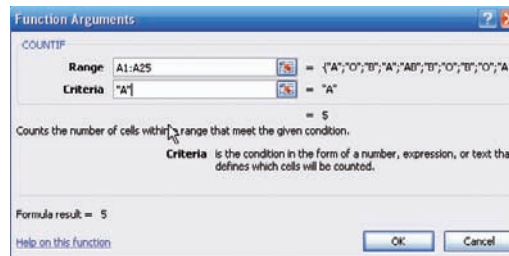 Function Arguments
COUNTIF
Range A1:A25 = {"A";"O";"B";"A";"AB";"B";"O";"B";"O";"A
Criteria "A" = "A"
= 5
Counts the number of cells within range that meet the given condition.
Criteria is the condition in the form of a number, expression, or text tha
defines which cells will be counted.
Formula result = 5
Help on this function OK Cancel